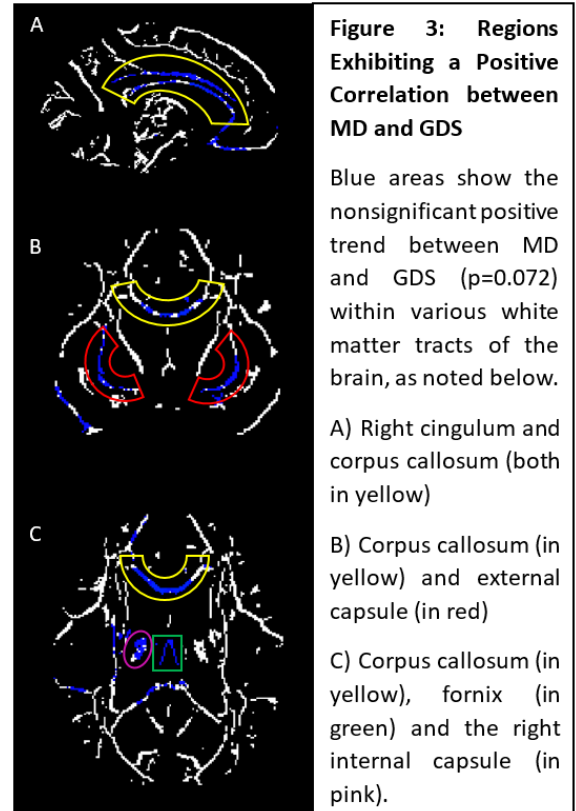 A
B
C
Figure 3: Regions
Exhibiting a Positive
Correlation between
MD and GDS
Blue areas show the
nonsignificant positive
trend between MD
and GDS (p=0.072)
within various white
matter tracts of the
brain, as noted below.
A) Right cingulum and
corpus callosum (both
in yellow)
B) Corpus callosum (in
yellow) and external
capsule (in red)
C) Corpus callosum (in
yellow), fornix (in
green) and the right
internal capsule (in
pink).